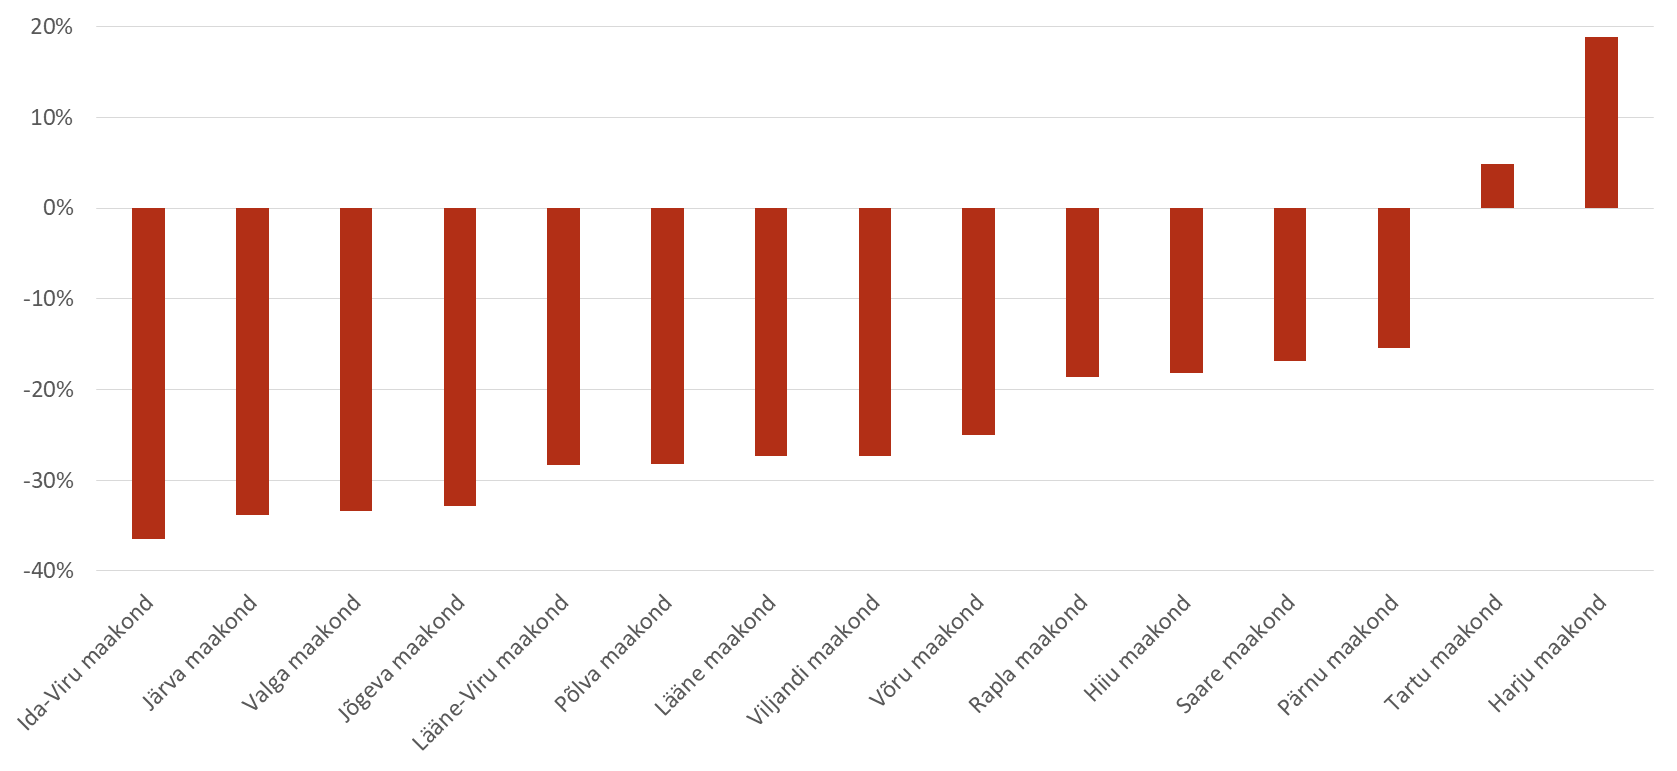 20%
10%
0%
-10%
-20%
-30%
-40%
Ida-Viru maakond
Järva maakond
Valga maakond
Jõgeva maakond
Lääne-Viru maakond
Põlva maakond
Lääne maakond
Viljandi maakond
Võru maakond
Rapla maakond
Hiiu maakond
Saare maakond
Pärnu maakond
Tartu maakond
Harju maakond